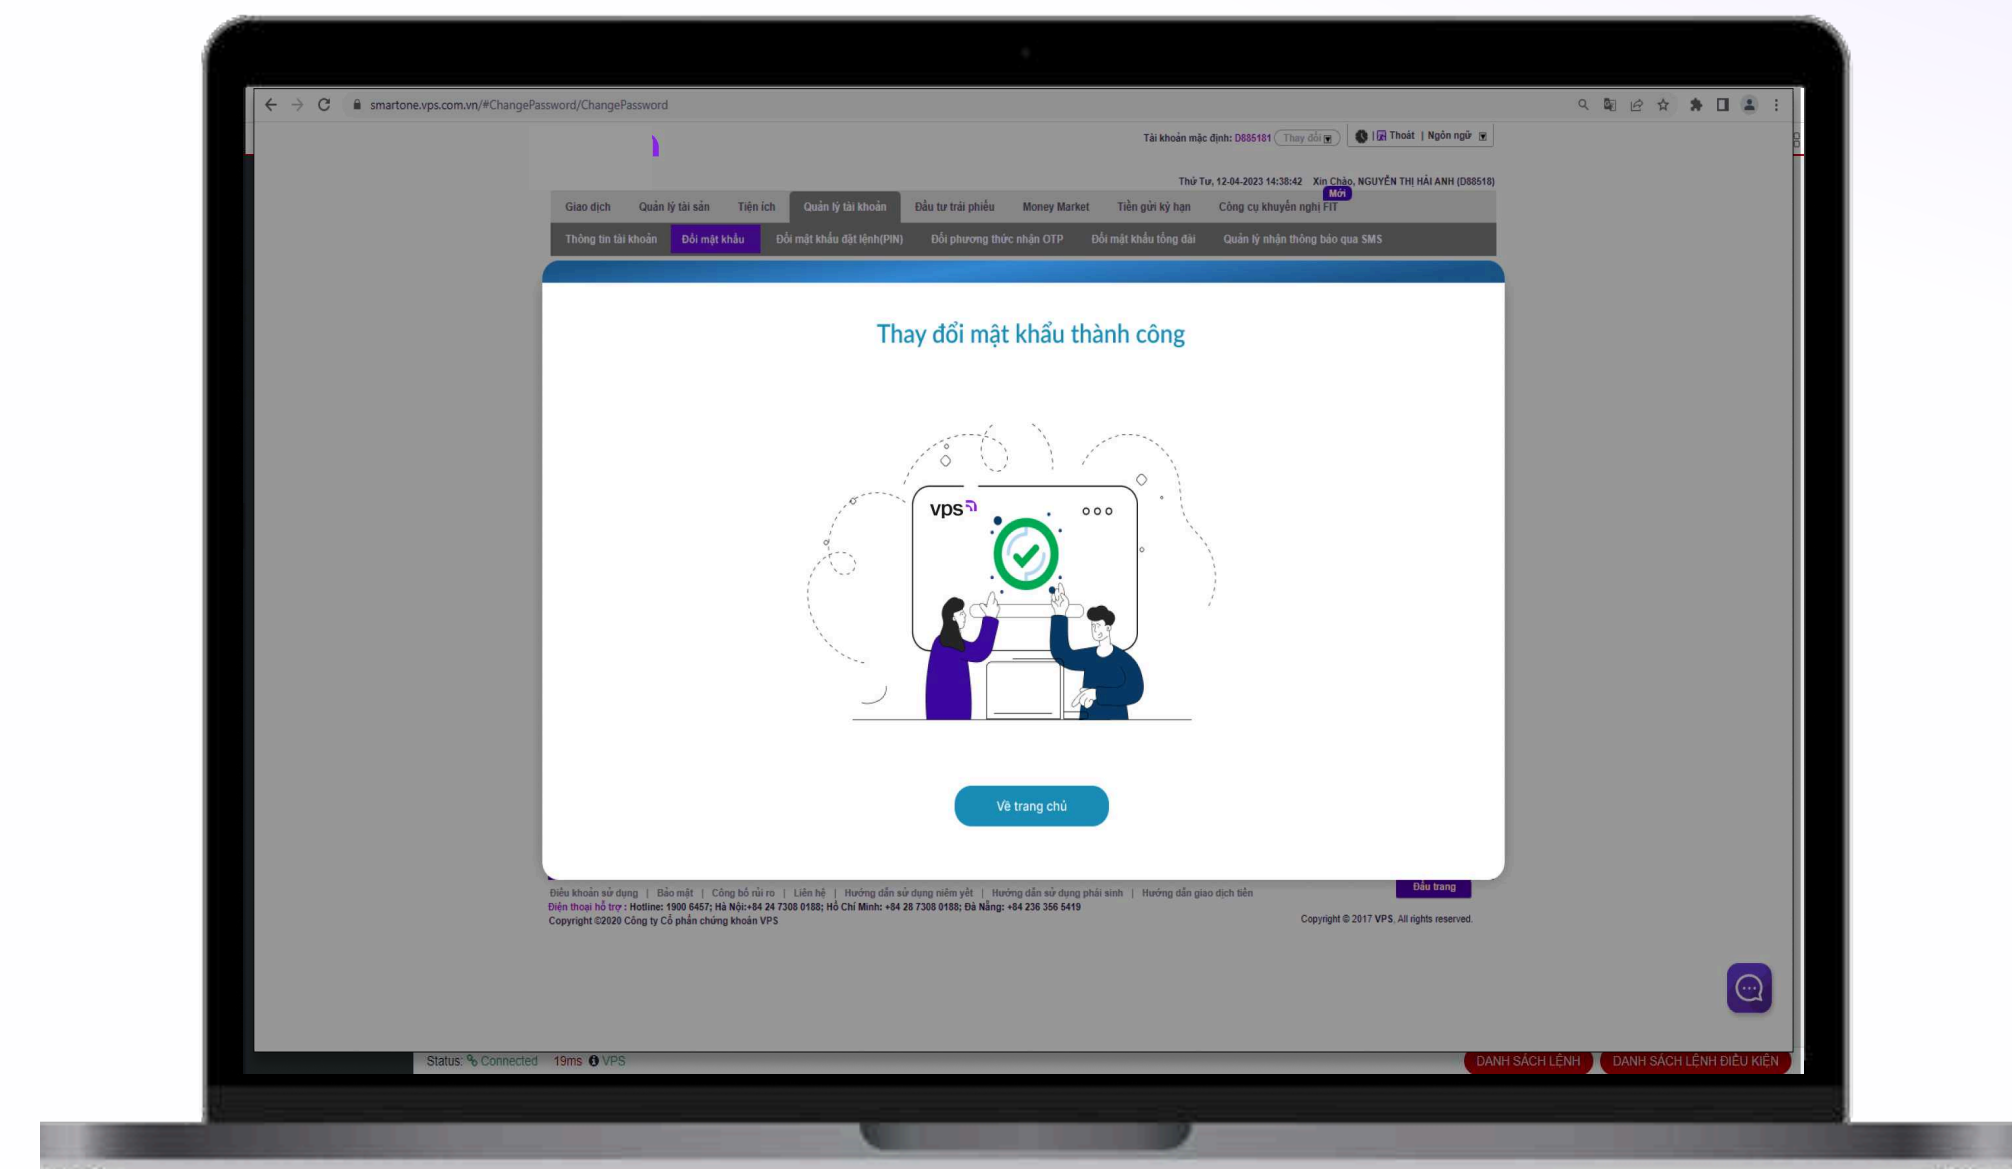 smartone.vps.com.vn/#ChangePassword/ChangePassword
Tài khoản mặc định: D885181 Thay đổi | Thoát | Ngôn ngữ
Thứ Tư, 12-04-2023 14:38:42 Xin Chào, NGUYỄN THỊ HẢI ANH (D88518)
Mới
Giao dịch Quản lý tài sản Tiện ích Quản lý tài khoản Đầu tư trái phiếu Money Market Tiền gửi kỳ hạn Công cụ khuyến nghị FIT
Thông tin tài khoản Đổi mật khẩu Đổi mật khẩu đặt lệnh(PIN) Đổi phương thức nhận OTP Đổi mật khẩu tổng đài Quản lý nhận thông báo qua SMS
Thay đổi mật khẩu thành công
vps
Về trang chủ
Điều khoản sử dụng | Bảo mật | Công bố rủi ro | Liên hệ | Hướng dẫn sử dụng niêm yết | Hướng dẫn sử dụng phái sinh | Hướng dẫn giao dịch tiền
Đầu trang
Điện thoại hỗ trợ : Hotline: 1900 6457; Hà Nội:+84 24 7308 0188; Hồ Chí Minh: +84 28 7308 0188; Đà Nẵng: +84 236 356 5419
Copyright ©2020 Công ty Cổ phần chứng khoán VPS
Copyright © 2017 VPS, All rights reserved.
Status: Connected 19ms VPS
DANH SÁCH LỆNH DANH SÁCH LỆNH ĐIỀU KIỆN